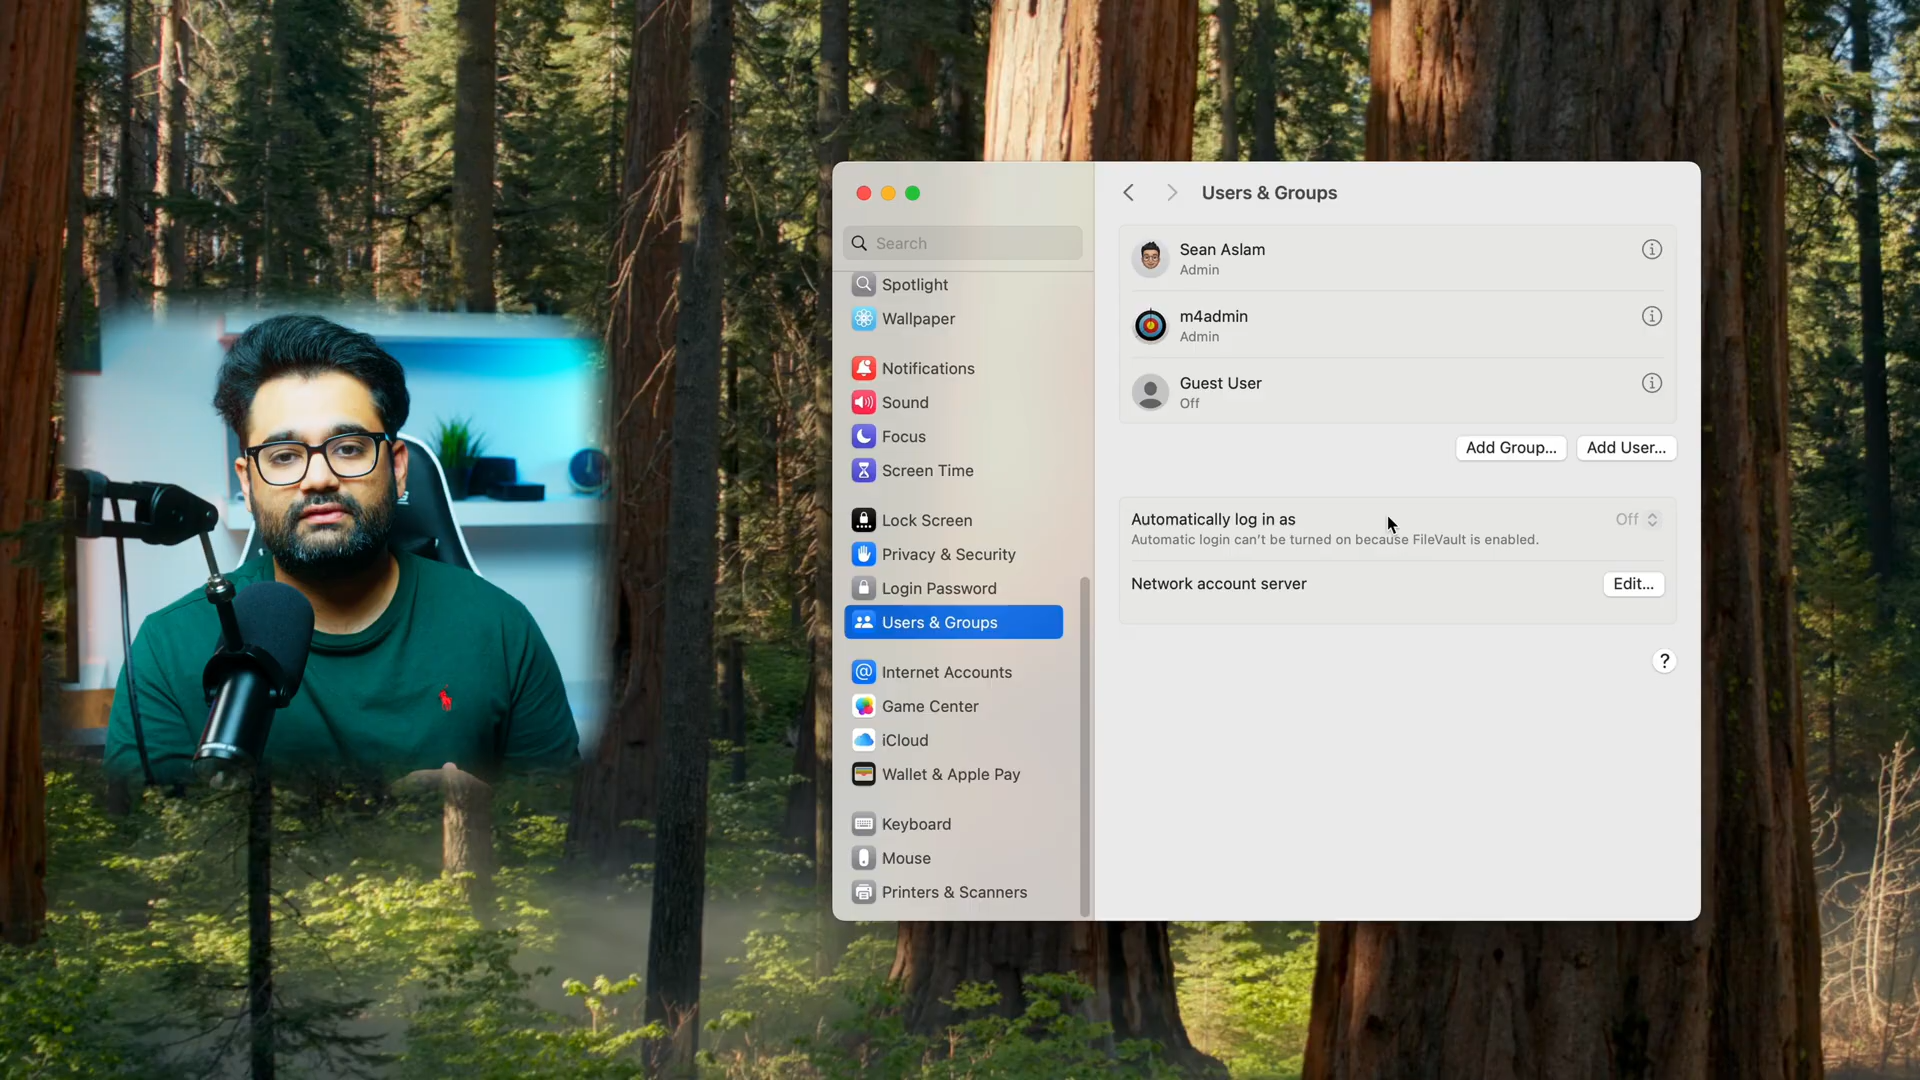 Users & Groups
Search
Spotlight
Wallpaper
Notifications
Sound
Focus
Screen Time
Lock Screen
Privacy & Security
Login Password
Users & Groups
Internet Accounts
Game Center
iCloud
Wallet & Apple Pay
Keyboard
Mouse
Printers & Scanners
Sean Aslam
Admin
m4admin
Admin
Guest User
Off
Add Group...
Add User...
Automatically log in as
Off
Automatic login can't be turned on because FileVault is enabled.
Network account server
Edit...
?